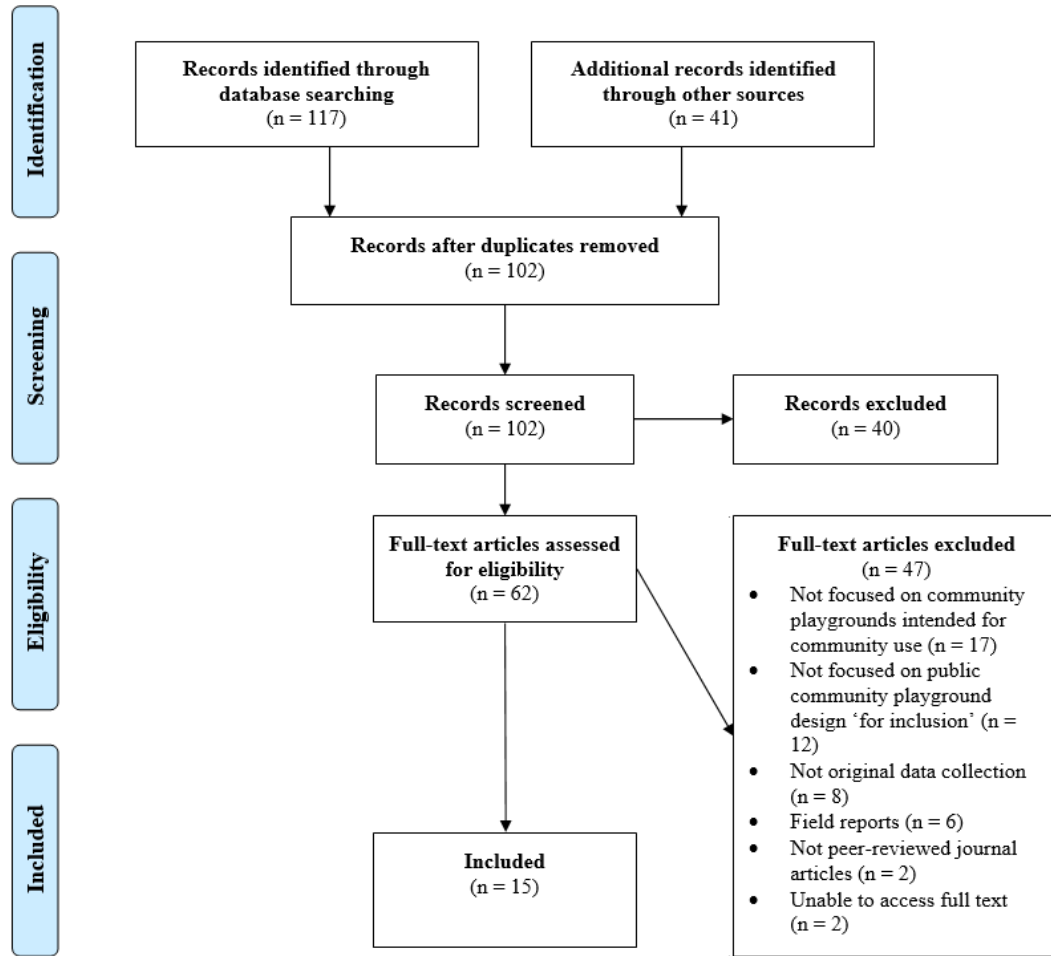 Identification
Records identified through
database searching
(n = 117)
Additional records identified
through other sources
(n = 41)
Records after duplicates removed
(n = 102)
Screening
Records screened
(n = 102)
Records excluded
(n = 40)
Eligibility
Full-text articles assessed
for eligibility
(n = 62)
Full-text articles excluded
(n = 47)
• Not focused on community
playgrounds intended for
community use (n = 17)
• Not focused on public
community playground
design ‘for inclusion’ (n =
12)
• Not original data collection
(n = 8)
• Field reports (n = 6)
• Not peer-reviewed journal
articles (n = 2)
• Unable to access full text
(n = 2)
Included
Included
(n = 15)